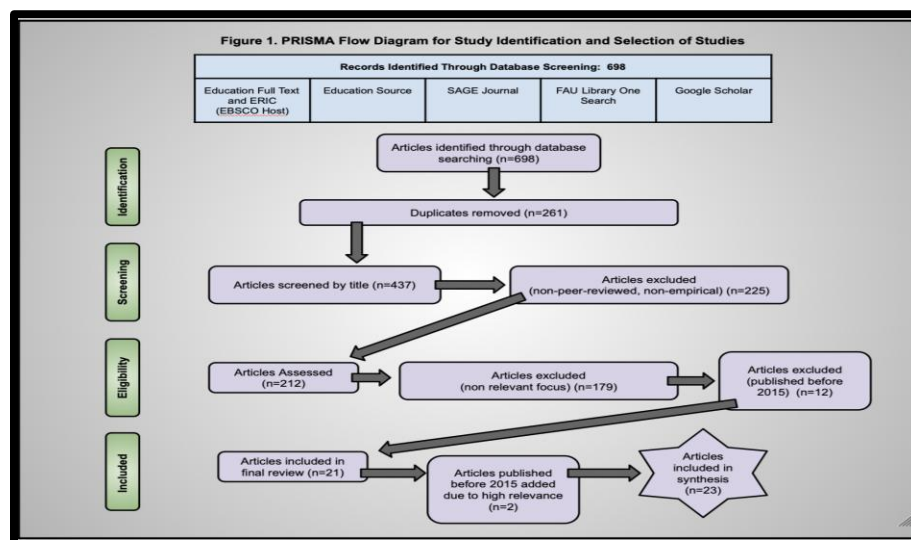 Figure 1. PRISMA Flow Diagram for Study Identification and Selection of Studies
Records Identified Through Database Screening: 698
Education Full Text
and ERIC
(EBSCO Host)
Education Source
SAGE Journal
FAU Library One
Search
Google Scholar
Identification
Articles identified through database
searching (n=698)
Duplicates removed (n=261)
Screening
Articles screened by title (n=437)
Articles excluded
(non-peer-reviewed, non-empirical) (n=225)
Eligibility
Articles Assessed
(n=212)
Articles excluded
(non relevant focus) (n=179)
Articles excluded
(published before
2015) (n=12)
Included
Articles included in
final review (n=21)
Articles published
before 2015 added
due to high relevance
(n=2)
Articles
included in
synthesis
(n=23)